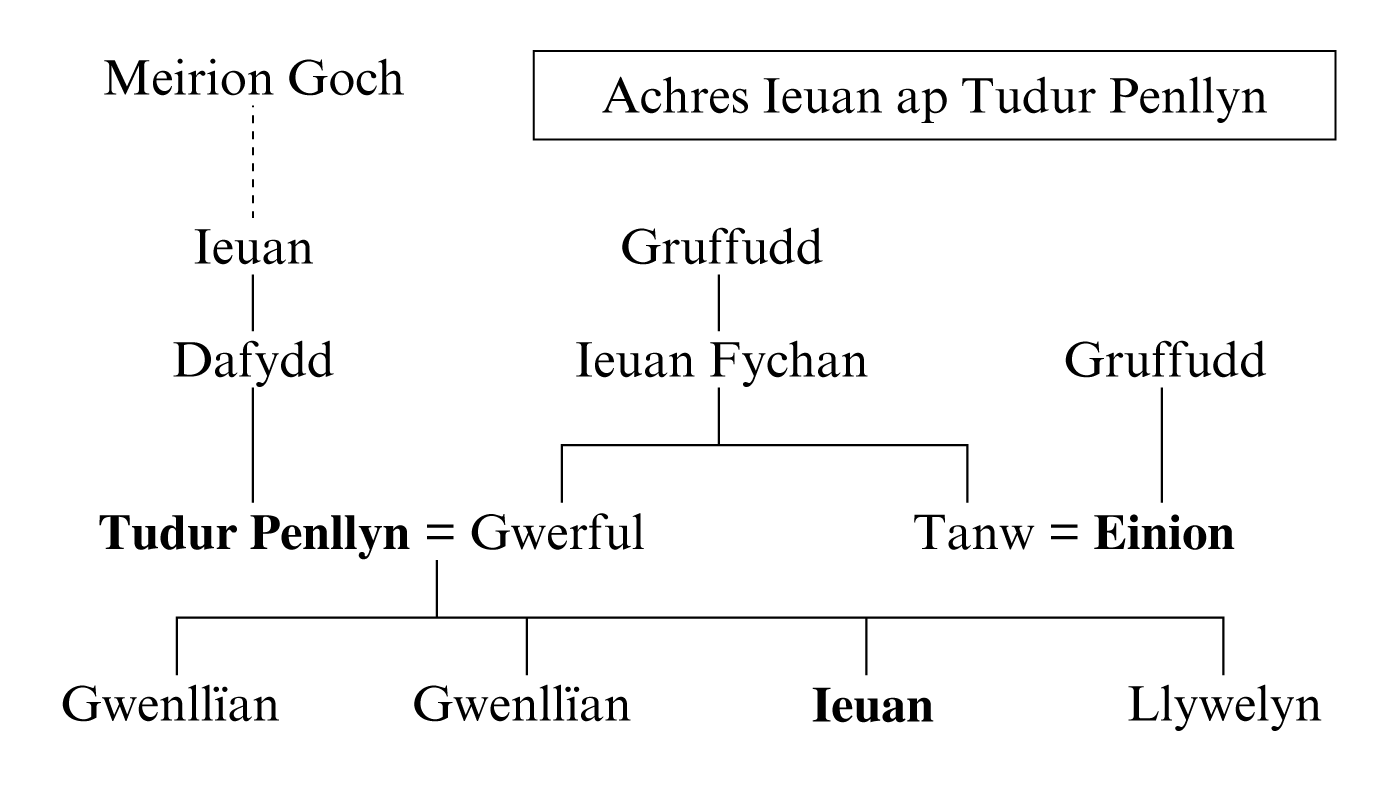 Meirion Goch
Achres Ieuan ap Tudur Penllyn
Ieuan
Gruffudd
Dafydd
Ieuan Fychan
Gruffudd
Tudur Penllyn = Gwerful
Tanw = Einion
Gwenllïan
Gwenllïan
Ieuan
Llywelyn